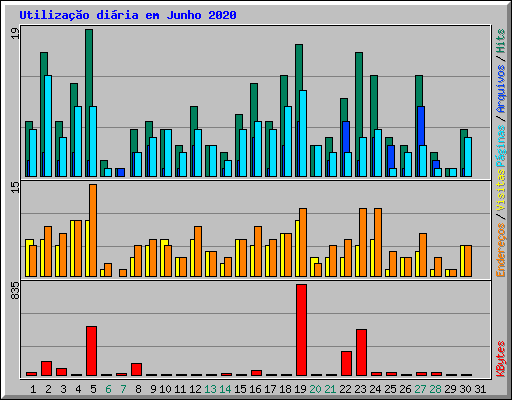 Utilização diária em Junho 2020
19
15
835
Endereços / Visitas Páginas / Arquivos / Hits
KBytes
1 2 3 4 5 6 7 8 9 10 11 12 13 14 15 16 17 18 19 20 21 22 23 24 25 26 27 28 29 30 31